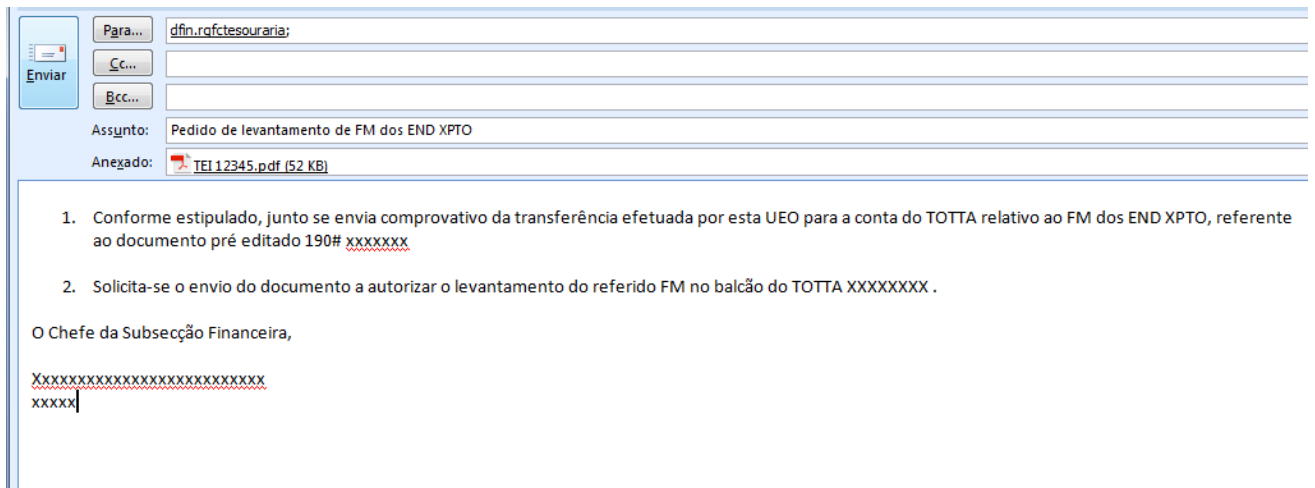 Para... dfin.rqfctesouraria;
Cc...
Enviar
Bcc...
Assunto: Pedido de levantamento de FM dos END XPTO
Anexado: TEI 12345.pdf (52 KB)
1. Conforme estipulado, junto se envia comprovativo da transferência efetuada por esta UEO para a conta do TOTTA relativo ao FM dos END XPTO, referente
ao documento pré editado 190# xxxxxxx
2. Solicita-se o envio do documento a autorizar o levantamento do referido FM no balcão do TOTTA XXXXXXXX .
O Chefe da Subsecção Financeira,
Xxxxxxxxxxxxxxxxxxxxxxxxxxx
xxxxx